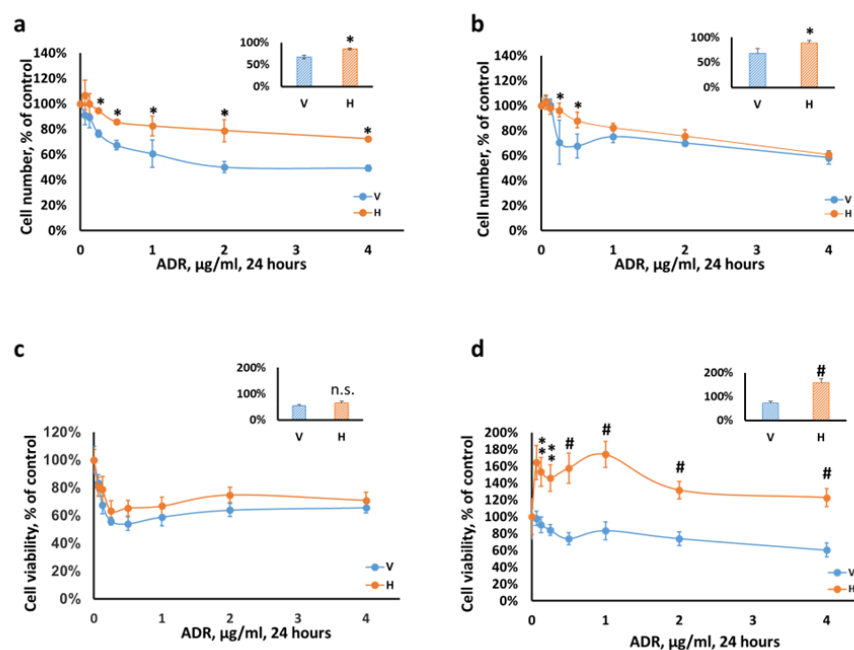 a
140%
120%
100%
80%
60%
40%
20%
0%
Cell number, % of control
*
*
*
*
*
0
1
2
3
4
ADR, μg/ml, 24 hours
V
H
100%
50%
0%
*
V
H
b
140%
120%
100%
80%
60%
40%
20%
0%
Cell number, % of control
*
*
0
1
2
3
4
ADR, μg/ml, 24 hours
V
H
100%
50%
0%
*
V
H
c
120%
100%
80%
60%
40%
20%
0%
Cell viability, % of control
0
1
2
3
4
ADR, μg/ml, 24 hours
V
H
200%
100%
0%
n.s.
V
H
d
200%
180%
160%
140%
120%
100%
80%
60%
40%
20%
0%
Cell viability, % of control
**
**
#
#
#
#
0
1
2
3
4
ADR, μg/ml, 24 hours
V
H
200%
100%
0%
#
V
H